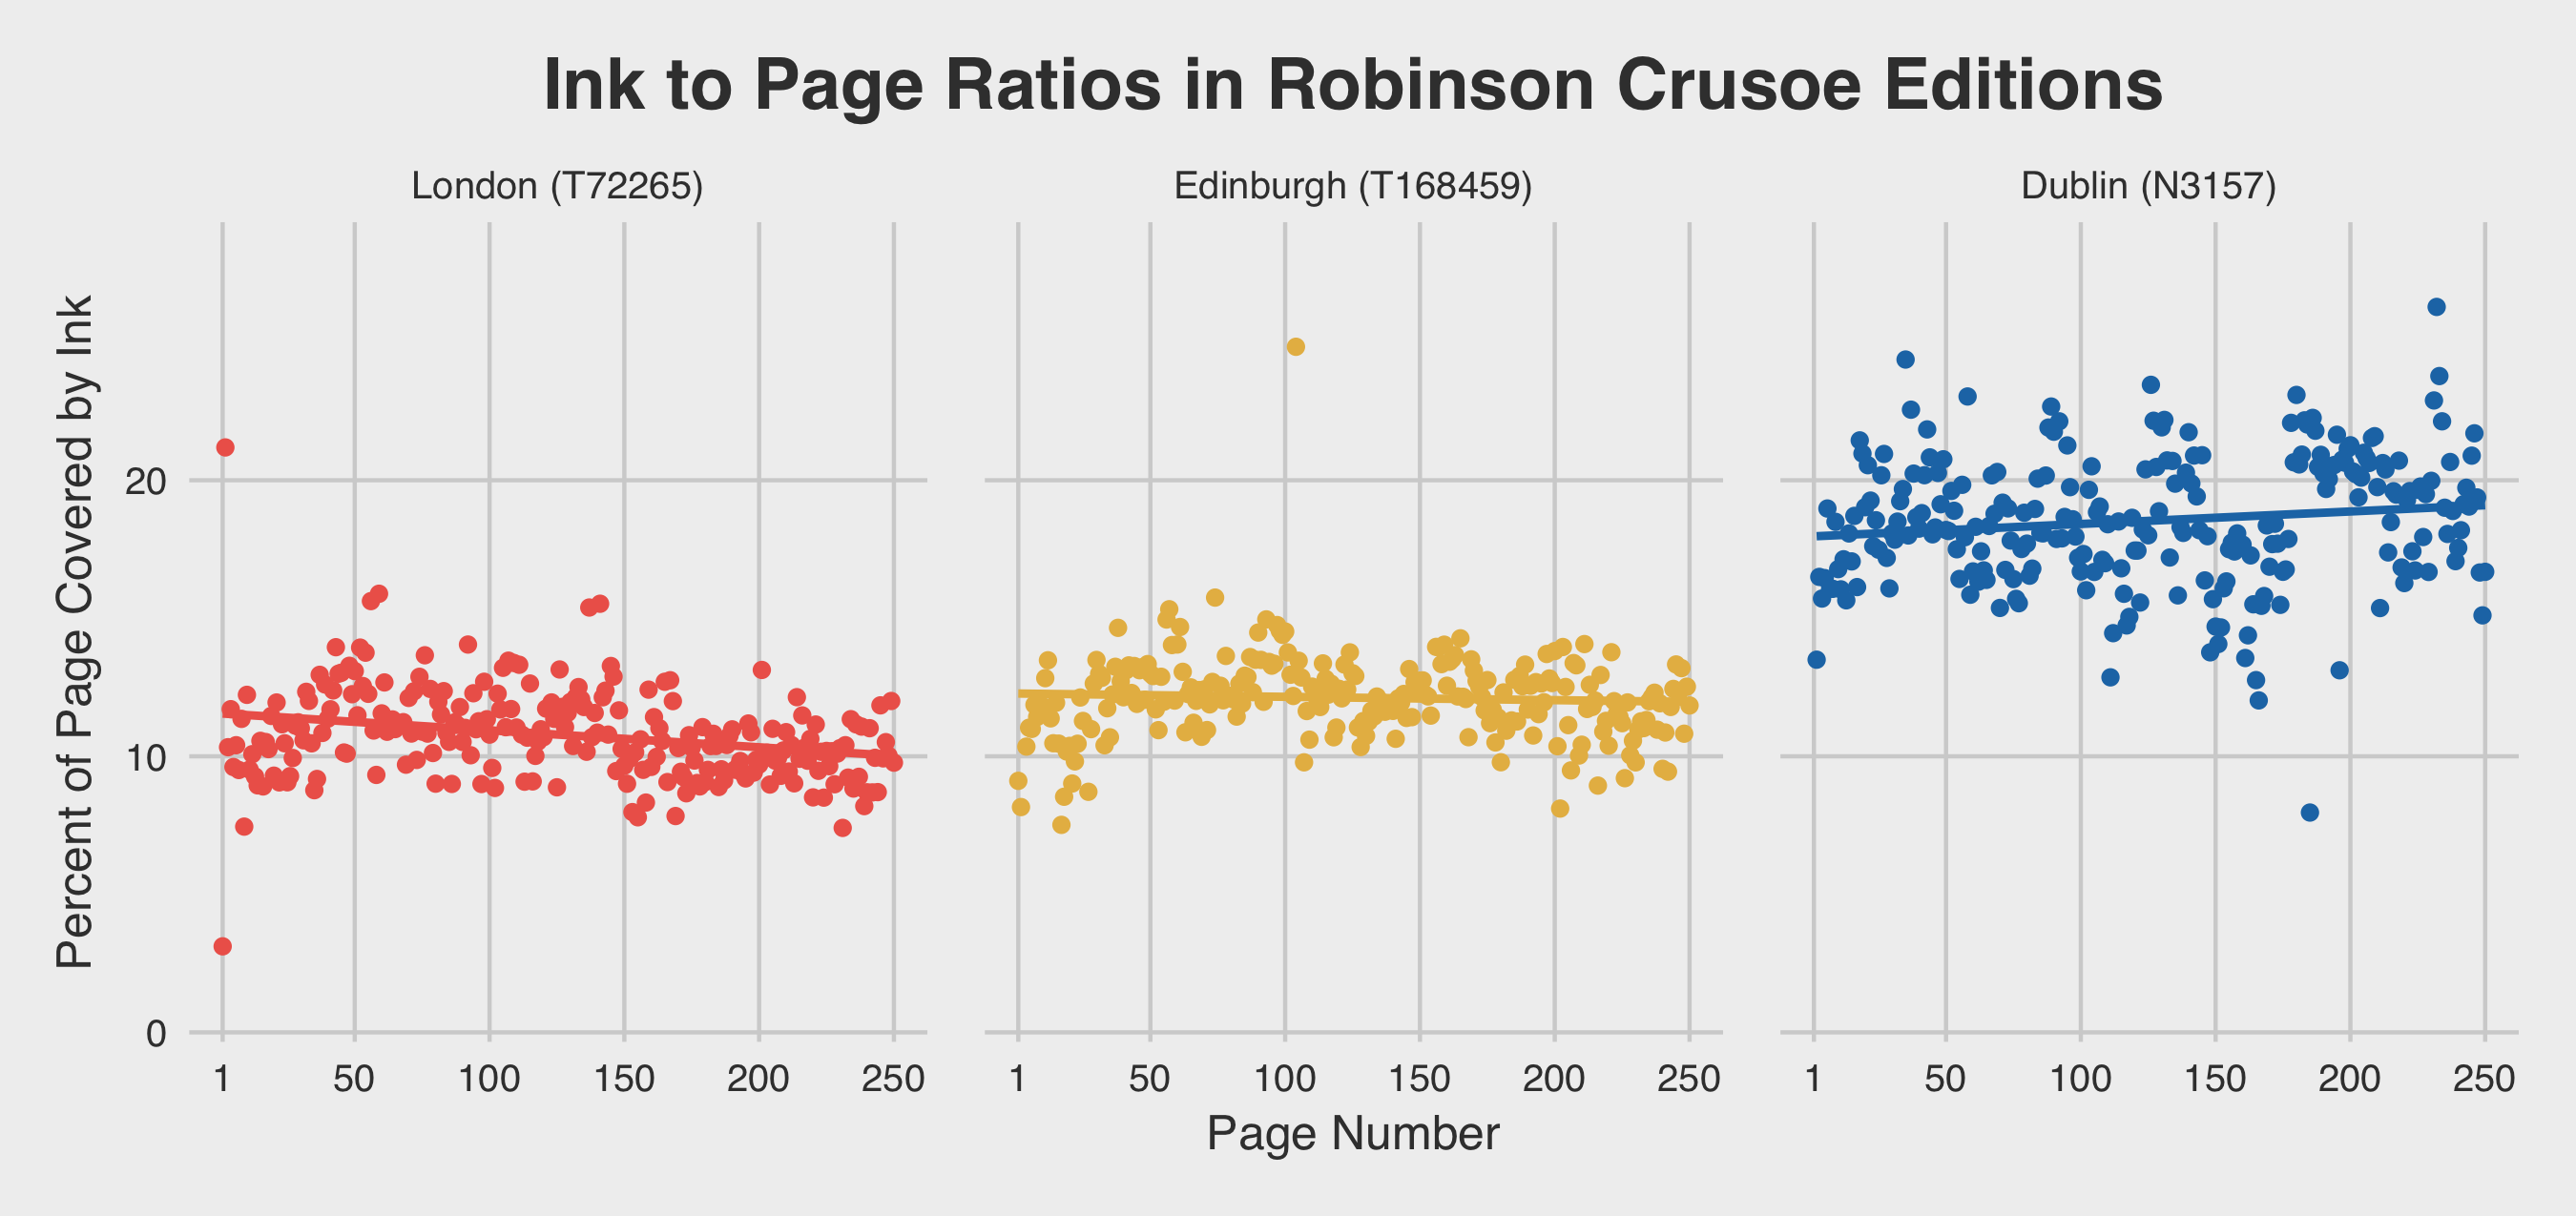 Ink to Page Ratios in Robinson Crusoe Editions
London (T72265)
Edinburgh (T168459)
Dublin (N3157)
Percent of Page Covered by Ink
20
10
0
1 50 100 150 200 250
1 50 100 150 200 250
1 50 100 150 200 250
Page Number